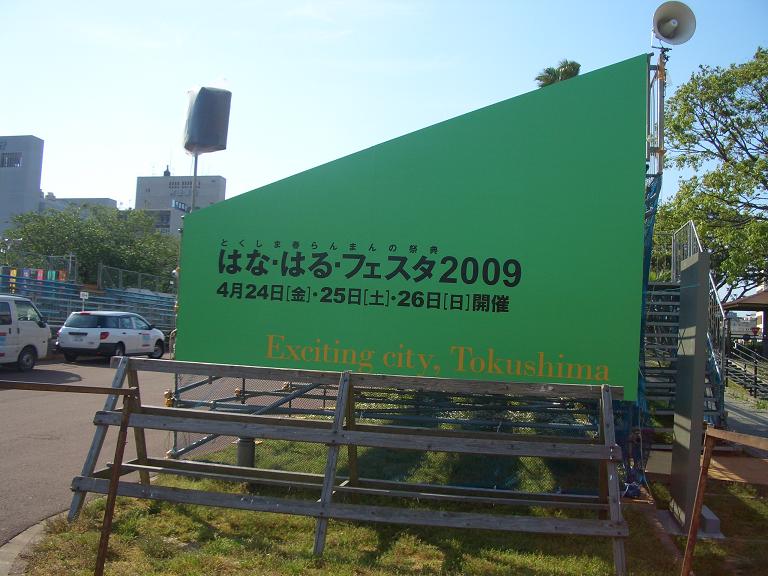 とくしま春らんまんの祭典
はな・はる・フェスタ2009
4月24日[金]・25日[土]・26日[日]開催
Exciting city, Tokushima